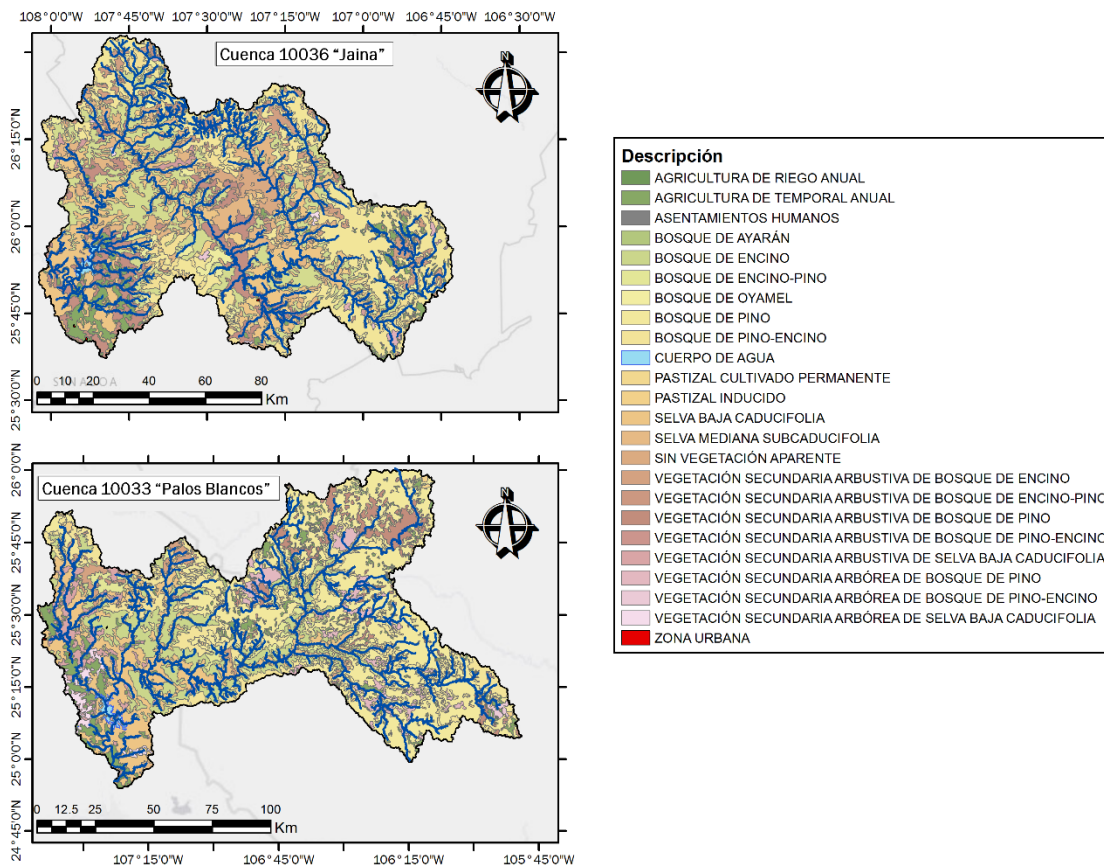 108°0'0"W 107°45'0"W 107°30'0"W 107°15'0"W 107°0'0"W 106°45'0"W 106°30'0"W
Cuenca 10036 “Jaina”
N
26°15'0"N
26°0'0"N
25°45'0"N
25°30'0"N
SINALOA
0 10 20 40 60 80
Km
Cuenca 10033 “Palos Blancos”
N
26°0'0"N
25°45'0"N
25°30'0"N
25°15'0"N
25°0'0"N
24°45'0"N
0 12.5 25 50 75 100
Km
107°15'0"W 106°45'0"W 106°15'0"W 105°45'0"W
Descripción
AGRICULTURA DE RIEGO ANUAL
AGRICULTURA DE TEMPORAL ANUAL
ASENTAMIENTOS HUMANOS
BOSQUE DE AYARÁN
BOSQUE DE ENCINO
BOSQUE DE ENCINO-PINO
BOSQUE DE OYAMEL
BOSQUE DE PINO
BOSQUE DE PINO-ENCINO
CUERPO DE AGUA
PASTIZAL CULTIVADO PERMANENTE
PASTIZAL INDUCIDO
SELVA BAJA CADUCIFOLIA
SELVA MEDIANA SUBCADUCIFOLIA
SIN VEGETACIÓN APARENTE
VEGETACIÓN SECUNDARIA ARBUSTIVA DE BOSQUE DE ENCINO
VEGETACIÓN SECUNDARIA ARBUSTIVA DE BOSQUE DE ENCINO-PINO
VEGETACIÓN SECUNDARIA ARBUSTIVA DE BOSQUE DE PINO
VEGETACIÓN SECUNDARIA ARBUSTIVA DE BOSQUE DE PINO-ENCINO
VEGETACIÓN SECUNDARIA ARBUSTIVA DE SELVA BAJA CADUCIFOLIA
VEGETACIÓN SECUNDARIA ARBÓREA DE BOSQUE DE PINO
VEGETACIÓN SECUNDARIA ARBÓREA DE BOSQUE DE PINO-ENCINO
VEGETACIÓN SECUNDARIA ARBÓREA DE SELVA BAJA CADUCIFOLIA
ZONA URBANA